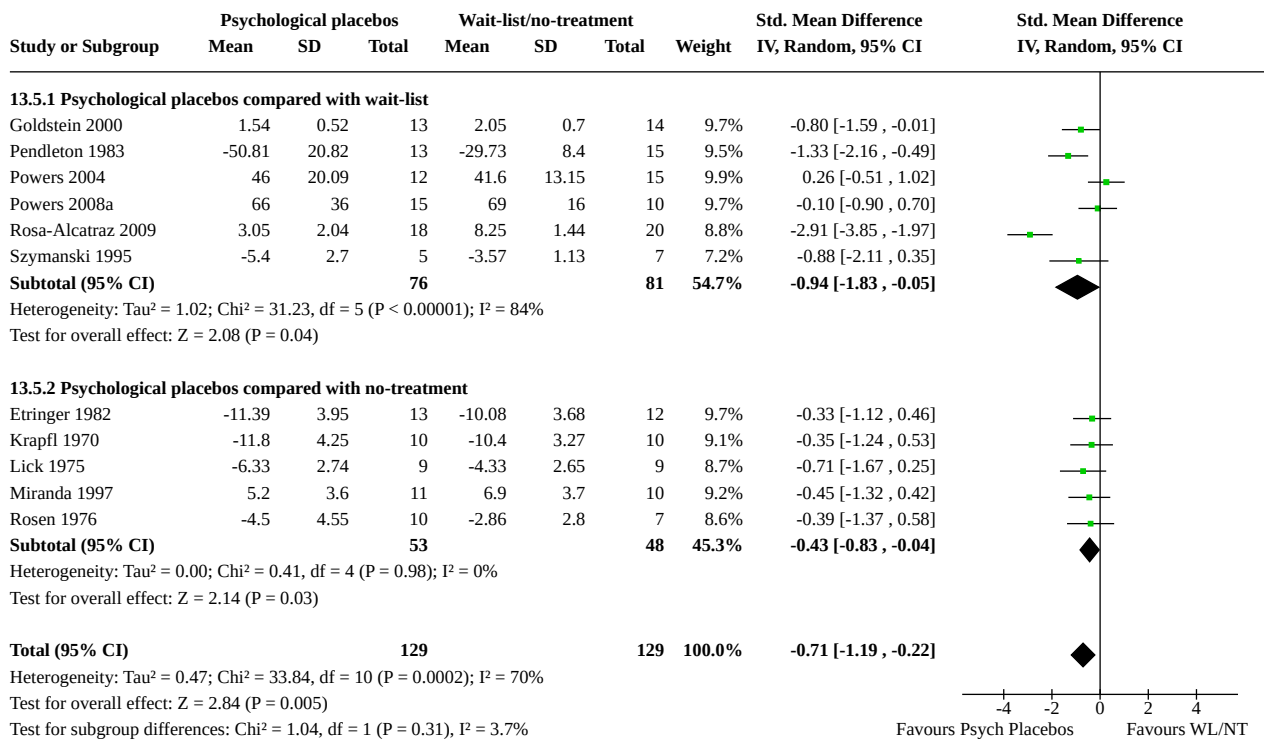 Psychological placebos Wait-list/no-treatment Std. Mean Difference Std. Mean Difference
Study or Subgroup Mean SD Total Mean SD Total Weight IV, Random, 95% CI IV, Random, 95% CI
13.5.1 Psychological placebos compared with wait-list
Goldstein 2000 1.54 0.52 13 2.05 0.7 14 9.7% -0.80 [-1.59 , -0.01]
Pendleton 1983 -50.81 20.82 13 -29.73 8.4 15 9.5% -1.33 [-2.16 , -0.49]
Powers 2004 46 20.09 12 41.6 13.15 15 9.9% 0.26 [-0.51 , 1.02]
Powers 2008a 66 36 15 69 16 10 9.7% -0.10 [-0.90 , 0.70]
Rosa-Alcatraz 2009 3.05 2.04 18 8.25 1.44 20 8.8% -2.91 [-3.85 , -1.97]
Szymanski 1995 -5.4 2.7 5 -3.57 1.13 7 7.2% -0.88 [-2.11 , 0.35]
Subtotal (95% CI) 76 81 54.7% -0.94 [-1.83 , -0.05]
Heterogeneity: Tau² = 1.02; Chi² = 31.23, df = 5 (P < 0.00001); I² = 84%
Test for overall effect: Z = 2.08 (P = 0.04)
13.5.2 Psychological placebos compared with no-treatment
Etringer 1982 -11.39 3.95 13 -10.08 3.68 12 9.7% -0.33 [-1.12 , 0.46]
Krapfl 1970 -11.8 4.25 10 -10.4 3.27 10 9.1% -0.35 [-1.24 , 0.53]
Lick 1975 -6.33 2.74 9 -4.33 2.65 9 8.7% -0.71 [-1.67 , 0.25]
Miranda 1997 5.2 3.6 11 6.9 3.7 10 9.2% -0.45 [-1.32 , 0.42]
Rosen 1976 -4.5 4.55 10 -2.86 2.8 7 8.6% -0.39 [-1.37 , 0.58]
Subtotal (95% CI) 53 48 45.3% -0.43 [-0.83 , -0.04]
Heterogeneity: Tau² = 0.00; Chi² = 0.41, df = 4 (P = 0.98); I² = 0%
Test for overall effect: Z = 2.14 (P = 0.03)
Total (95% CI) 129 129 100.0% -0.71 [-1.19 , -0.22]
Heterogeneity: Tau² = 0.47; Chi² = 33.84, df = 10 (P = 0.0002); I² = 70%
Test for overall effect: Z = 2.84 (P = 0.005)
-4 -2 0 2 4
Test for subgroup differences: Chi² = 1.04, df = 1 (P = 0.31), I² = 3.7% Favours Psych Placebos Favours WL/NT